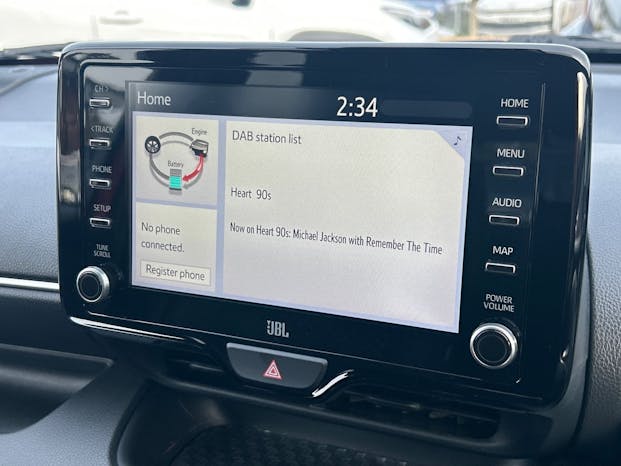 CH >
< TRACK
PHONE
SETUP
TUNE
SCROLL
Home
2:34
Engine
Battery
No phone
connected.
Register phone
DAB station list
Heart 90s
Now on Heart 90s: Michael Jackson with Remember The Time
HOME
MENU
AUDIO
MAP
POWER
VOLUME
JBL